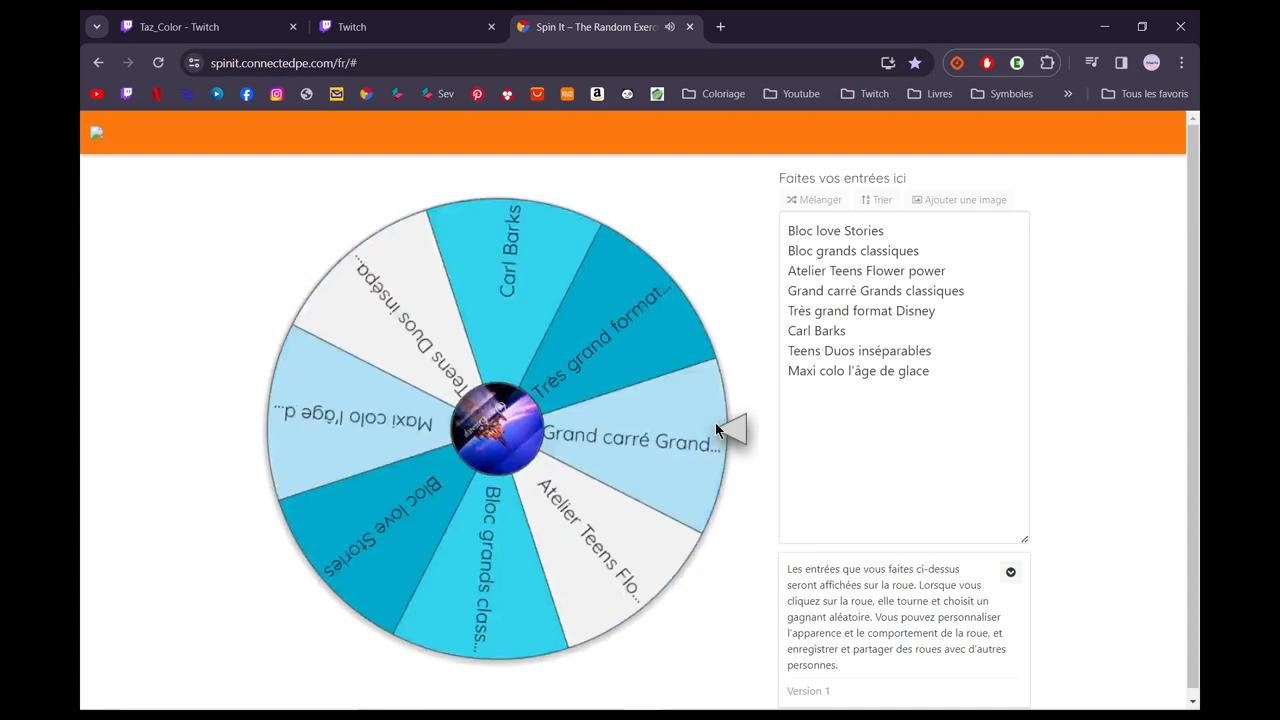 Taz_Color - Twitch
Twitch
Spin It – The Random Exerc
spinit.connectedpe.com/fr/#
Sev
Coloriage
Youtube
Twitch
Livres
Symboles
Tous les favoris
Faites vos entrées ici
Mélanger
Trier
Ajouter une image
Bloc love Stories
Bloc grands classiques
Atelier Teens Flower power
Grand carré Grands classiques
Très grand format Disney
Carl Barks
Teens Duos inséparables
Maxi colo l'âge de glace
Carl Barks
Très grand format...
Grand carré Grand...
Atelier Teens Flo...
Bloc grands class...
Bloc love Stories
Maxi colo l'âge d...
Teens Duos insépa...
Les entrées que vous faites ci-dessus
seront affichées sur la roue. Lorsque vous
cliquez sur la roue, elle tourne et choisit un
gagnant aléatoire. Vous pouvez personnaliser
l'apparence et le comportement de la roue, et
enregistrer et partager des roues avec d'autres
personnes.
Version 1